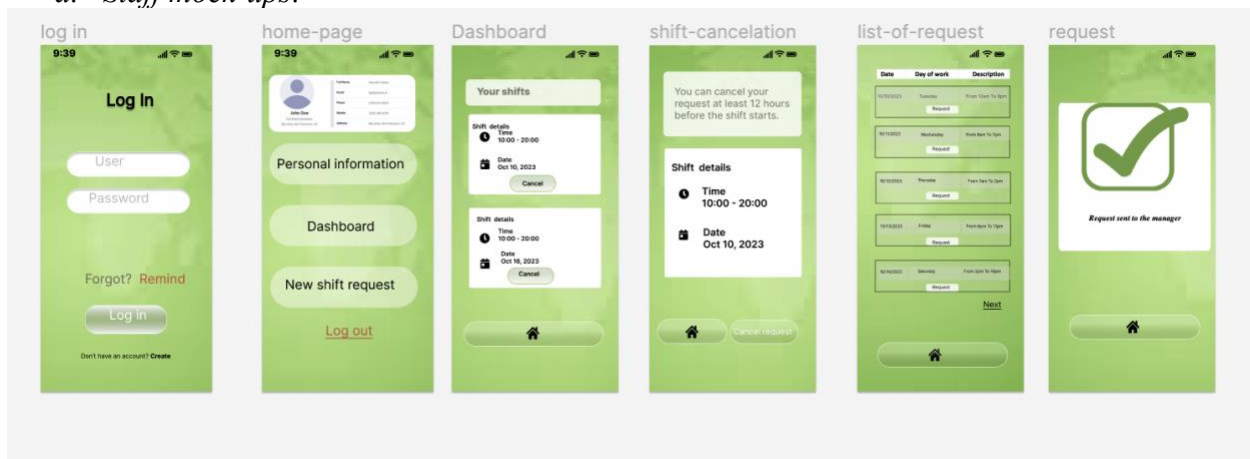 a. Staff mock-ups:
log in
9:39
Log In
User
Password
Forgot? Remind
Log in
Don't have an account? Create
home-page
9:39
John Doe
Personal information
Dashboard
New shift request
Log out
Dashboard
Your shifts
Shift details
Time
10:00 - 20:00
Date
Oct 10, 2023
Cancel
Shift details
Time
10:00 - 20:00
Date
Oct 18, 2023
Cancel
shift-cancelation
You can cancel your
request at least 12 hours
before the shift starts.
Shift details
Time
10:00 - 20:00
Date
Oct 10, 2023
Cancel request
list-of-request
Date Day of work Description
Tuesday
Request
Wednesday
Request
Thursday
Request
Friday
Request
Saturday
Request
Next
request
Request sent to the manager